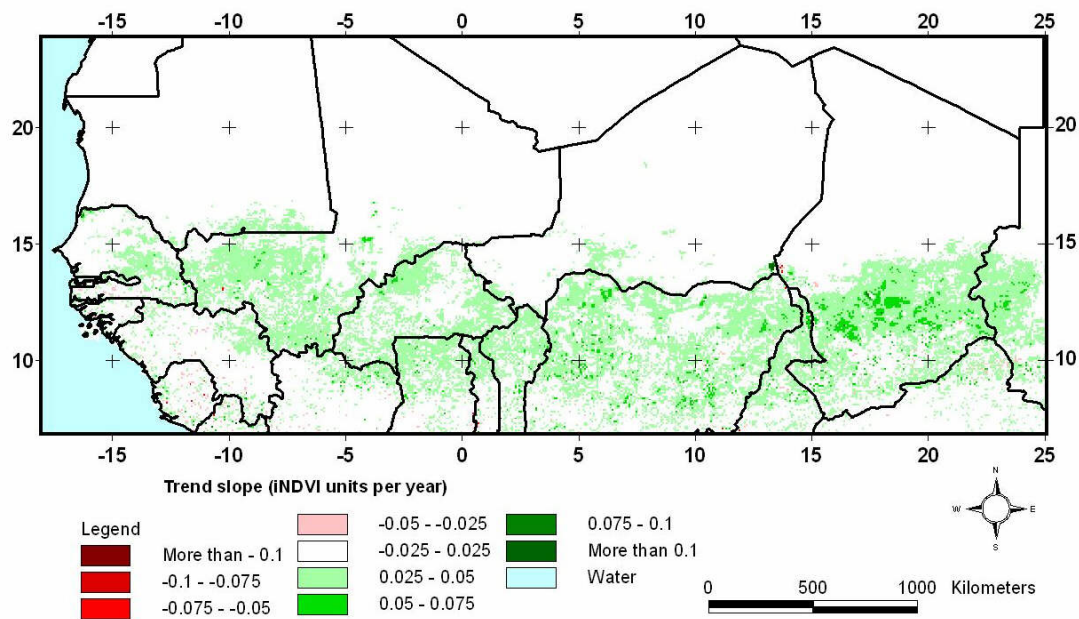 -15 -10 -5 0 5 10 15 20 25
20 20
15 15
10 10
-15 -10 -5 0 5 10 15 20 25
Trend slope (iNDVI units per year)
Legend
More than - 0.1
-0.1 - -0.075
-0.075 - -0.05
-0.05 - -0.025
-0.025 - 0.025
0.025 - 0.05
0.05 - 0.075
0.075 - 0.1
More than 0.1
Water
N
W E
S
0 500 1000 Kilometers